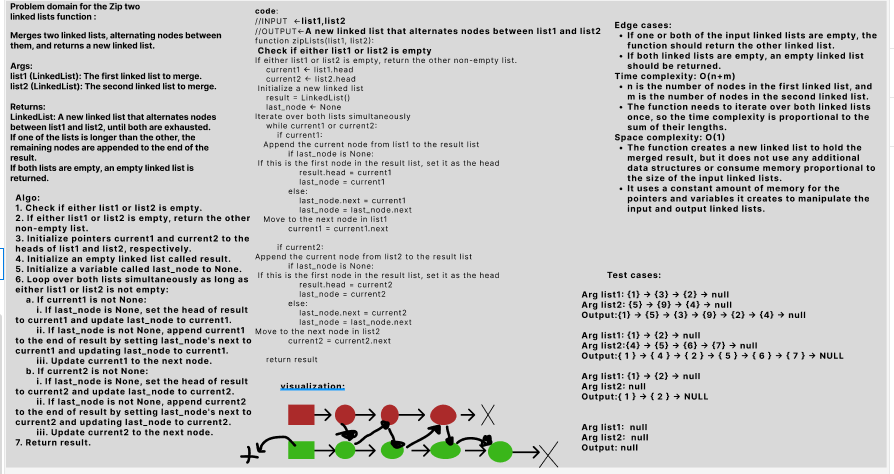 Problem domain for the Zip two
linked lists function :
Merges two linked lists, alternating nodes between
them, and returns a new linked list.
Args:
list1 (LinkedList): The first linked list to merge.
list2 (LinkedList): The second linked list to merge.
Returns:
LinkedList: A new linked list that alternates nodes
between list1 and list2, until both are exhausted.
If one of the lists is longer than the other, the
remaining nodes are appended to the end of the
result.
If both lists are empty, an empty linked list is
returned.
Algo:
1. Check if either list1 or list2 is empty.
2. If either list1 or list2 is empty, return the other
non-empty list.
3. Initialize pointers current1 and current2 to the
heads of list1 and list2, respectively.
4. Initialize an empty linked list called result.
5. Initialize a variable called last_node to None.
6. Loop over both lists simultaneously as long as
either list1 or list2 is not empty:
a. If current1 is not None:
i. If last_node is None, set the head of result
to current1 and update last_node to current1.
ii. If last_node is not None, append current1
to the end of result by setting last_node's next to
current1 and updating last_node to current1.
iii. Update current1 to the next node.
b. If current2 is not None:
i. If last_node is None, set the head of result
to current2 and update last_node to current2.
ii. If last_node is not None, append current2
to the end of result by setting last_node's next to
current2 and updating last_node to current2.
iii. Update current2 to the next node.
7. Return result.
code:
//INPUT ←list1,list2
//OUTPUT←A new linked list that alternates nodes between list1 and list2
function zipLists(list1, list2):
Check if either list1 or list2 is empty
If either list1 or list2 is empty, return the other non-empty list.
current1 ← list1.head
current2 ← list2.head
Initialize a new linked list
result = LinkedList()
last_node ← None
Iterate over both lists simultaneously
while current1 or current2:
if current1:
Append the current node from list1 to the result list
if last_node is None:
If this is the first node in the result list, set it as the head
result.head = current1
last_node = current1
else:
last_node.next = current1
last_node = last_node.next
Move to the next node in list1
current1 = current1.next
if current2:
Append the current node from list2 to the result list
if last_node is None:
If this is the first node in the result list, set it as the head
result.head = current2
last_node = current2
else:
last_node.next = current2
last_node = last_node.next
Move to the next node in list2
current2 = current2.next
return result
visualization:
Edge cases:
• If one or both of the input linked lists are empty, the
function should return the other linked list.
• If both linked lists are empty, an empty linked list
should be returned.
Time complexity: O(n+m)
• n is the number of nodes in the first linked list, and
m is the number of nodes in the second linked list.
• The function needs to iterate over both linked lists
once, so the time complexity is proportional to the
sum of their lengths.
Space complexity: O(1)
• The function creates a new linked list to hold the
merged result, but it does not use any additional
data structures or consume memory proportional to
the size of the input linked lists.
• It uses a constant amount of memory for the
pointers and variables it creates to manipulate the
input and output linked lists.
Test cases:
Arg list1: {1} → {3} → {2} → null
Arg list2: {5} → {9} → {4} → null
Output:{1} → {5} → {3} → {9} → {2} → {4} → null
Arg list1: {1} → {2} → null
Arg list2:{4} → {5} → {6} → {7} → null
Output:{ 1 } → { 4 } → { 2 } → { 5 } → { 6 } → { 7 } → NULL
Arg list1: {1} → {2} → null
Arg list2: null
Output:{ 1 } → { 2 } → NULL
Arg list1: null
Arg list2: null
Output: null